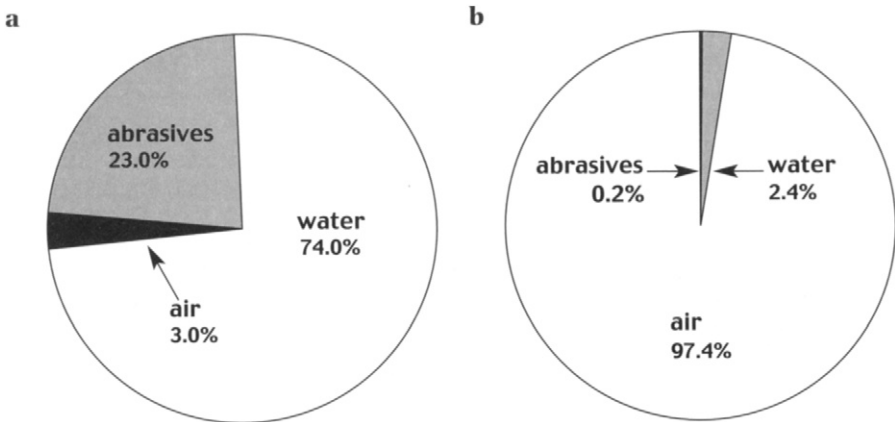 a
abrasives
23.0%
water
74.0%
air
3.0%
b
abrasives
0.2%
water
2.4%
air
97.4%